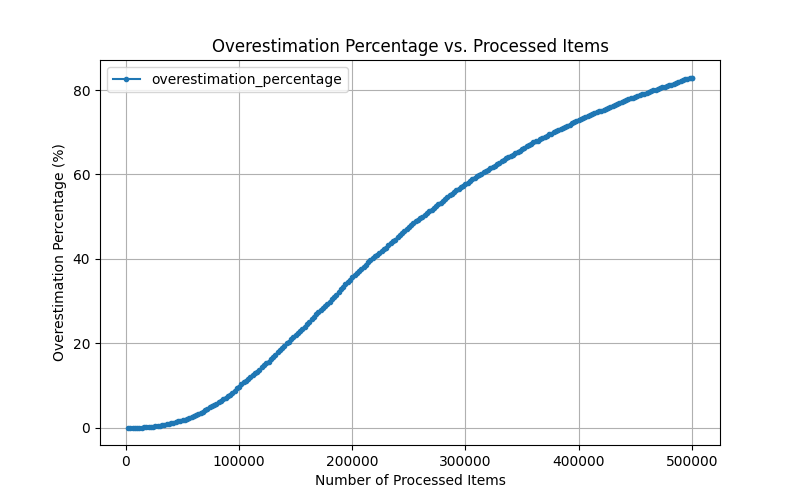 Overestimation Percentage vs. Processed Items
overestimation_percentage
Overestimation Percentage (%)
80
60
40
20
0
0 100000 200000 300000 400000 500000
Number of Processed Items